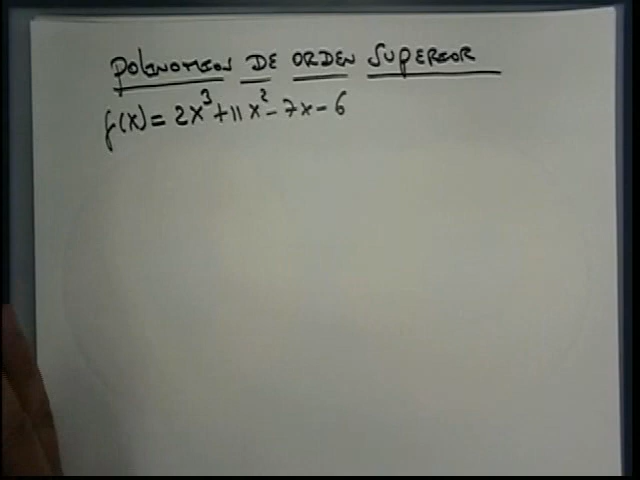 POLINOMIOS DE ORDEN SUPERIOR
f(x) = 2x³ + 11x² - 7x - 6